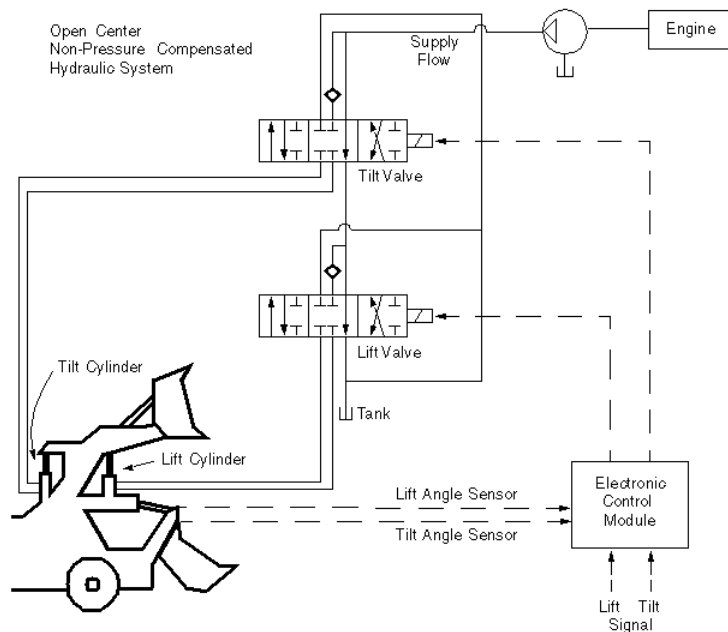 Open Center
Non-Pressure Compensated
Hydraulic System
Supply
Flow
Engine
Tilt Valve
Lift Valve
Tilt Cylinder
Tank
Lift Cylinder
Lift Angle Sensor
Tilt Angle Sensor
Electronic
Control
Module
Lift Tilt
Signal